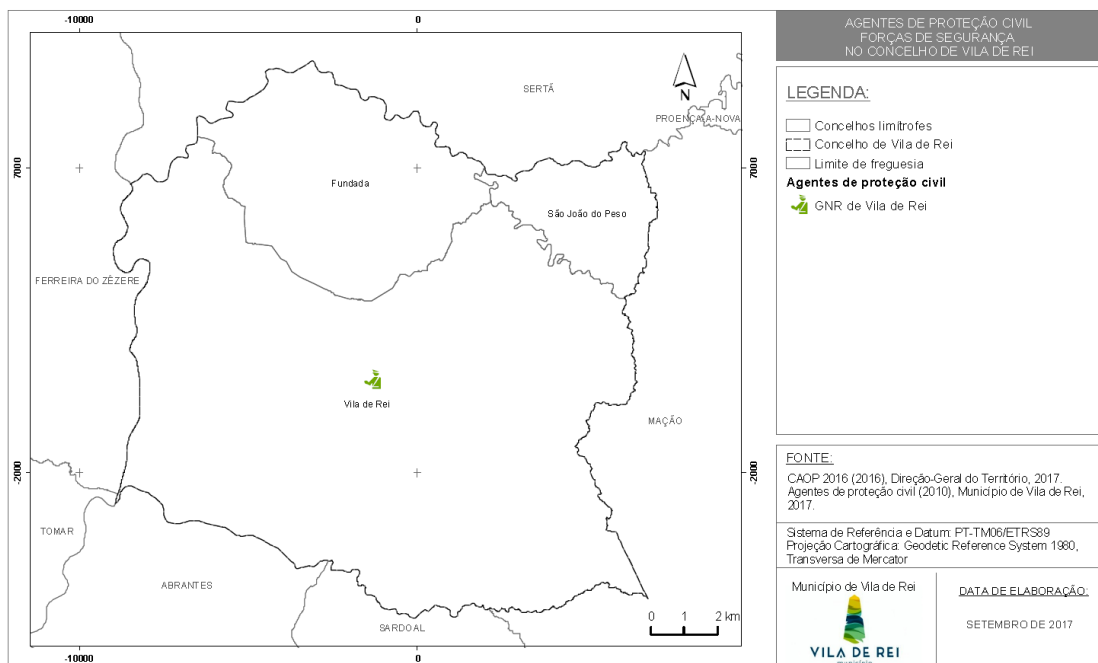 -10000
0
SERTÃ
N
PROENÇA-A-NOVA
7000
7000
Fundada
São João do Peso
FERREIRA DO ZÊZERE
Vila de Rei
MAÇÃO
-2000
-2000
TOMAR
ABRANTES
SARDOAL
0 1 2 km
-10000
0
AGENTES DE PROTEÇÃO CIVIL
FORÇAS DE SEGURANÇA
NO CONCELHO DE VILA DE REI
LEGENDA:
Concelhos limítrofes
Concelho de Vila de Rei
Limite de freguesia
Agentes de proteção civil
GNR de Vila de Rei
FONTE:
CAOP 2016 (2016), Direção-Geral do Território, 2017.
Agentes de proteção civil (2010), Município de Vila de Rei,
2017.
Sistema de Referência e Datum: PT-TM06/ETRS89
Projeção Cartográfica: Geodetic Reference System 1980,
Transversa de Mercator
Município de Vila de Rei
VILA DE REI
município
DATA DE ELABORAÇÃO:
SETEMBRO DE 2017